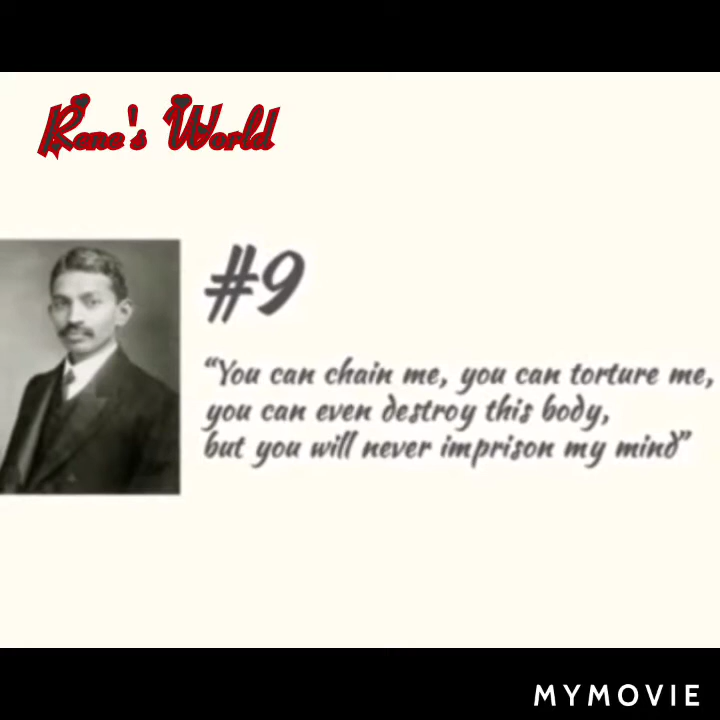 Rene's World
#9
“You can chain me, you can torture me,
you can even destroy this body,
but you will never imprison my mind”
MYMOVIE